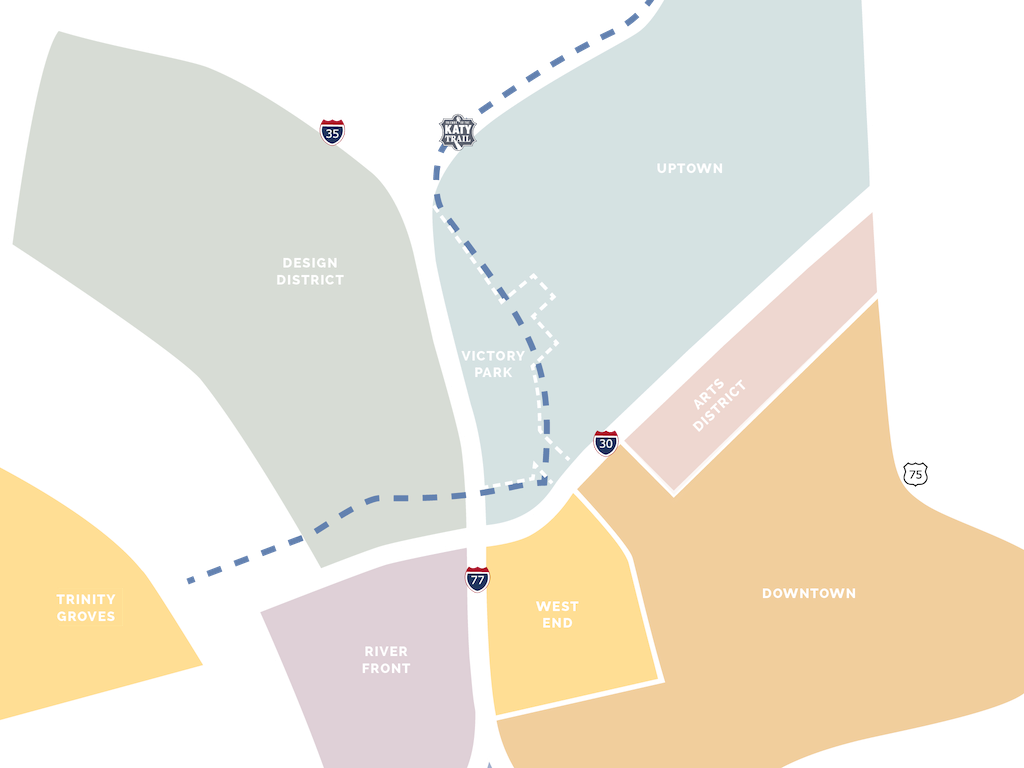 35
KATY
TRAIL
UPTOWN
DESIGN
DISTRICT
VICTORY
PARK
ARTS
DISTRICT
30
75
77
TRINITY
GROVES
WEST
END
DOWNTOWN
RIVER
FRONT